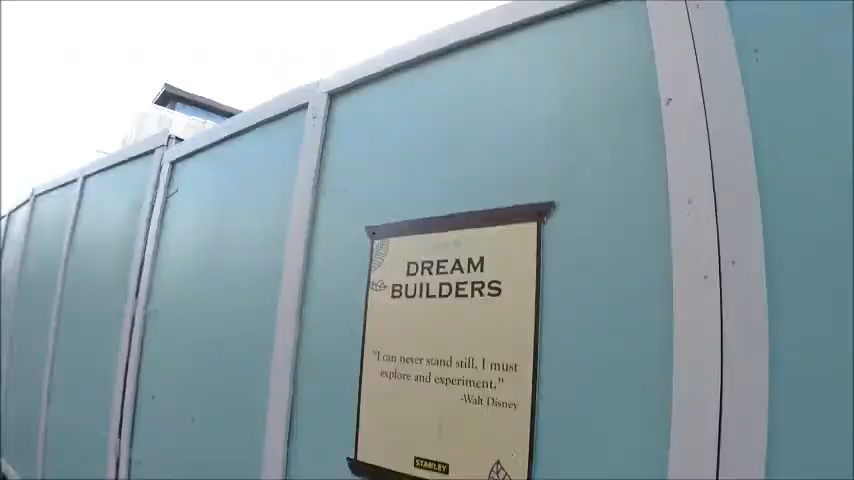 DREAM
BUILDERS
"I can never stand still, I must
explore and experiment."
-Walt Disney
STANLEY